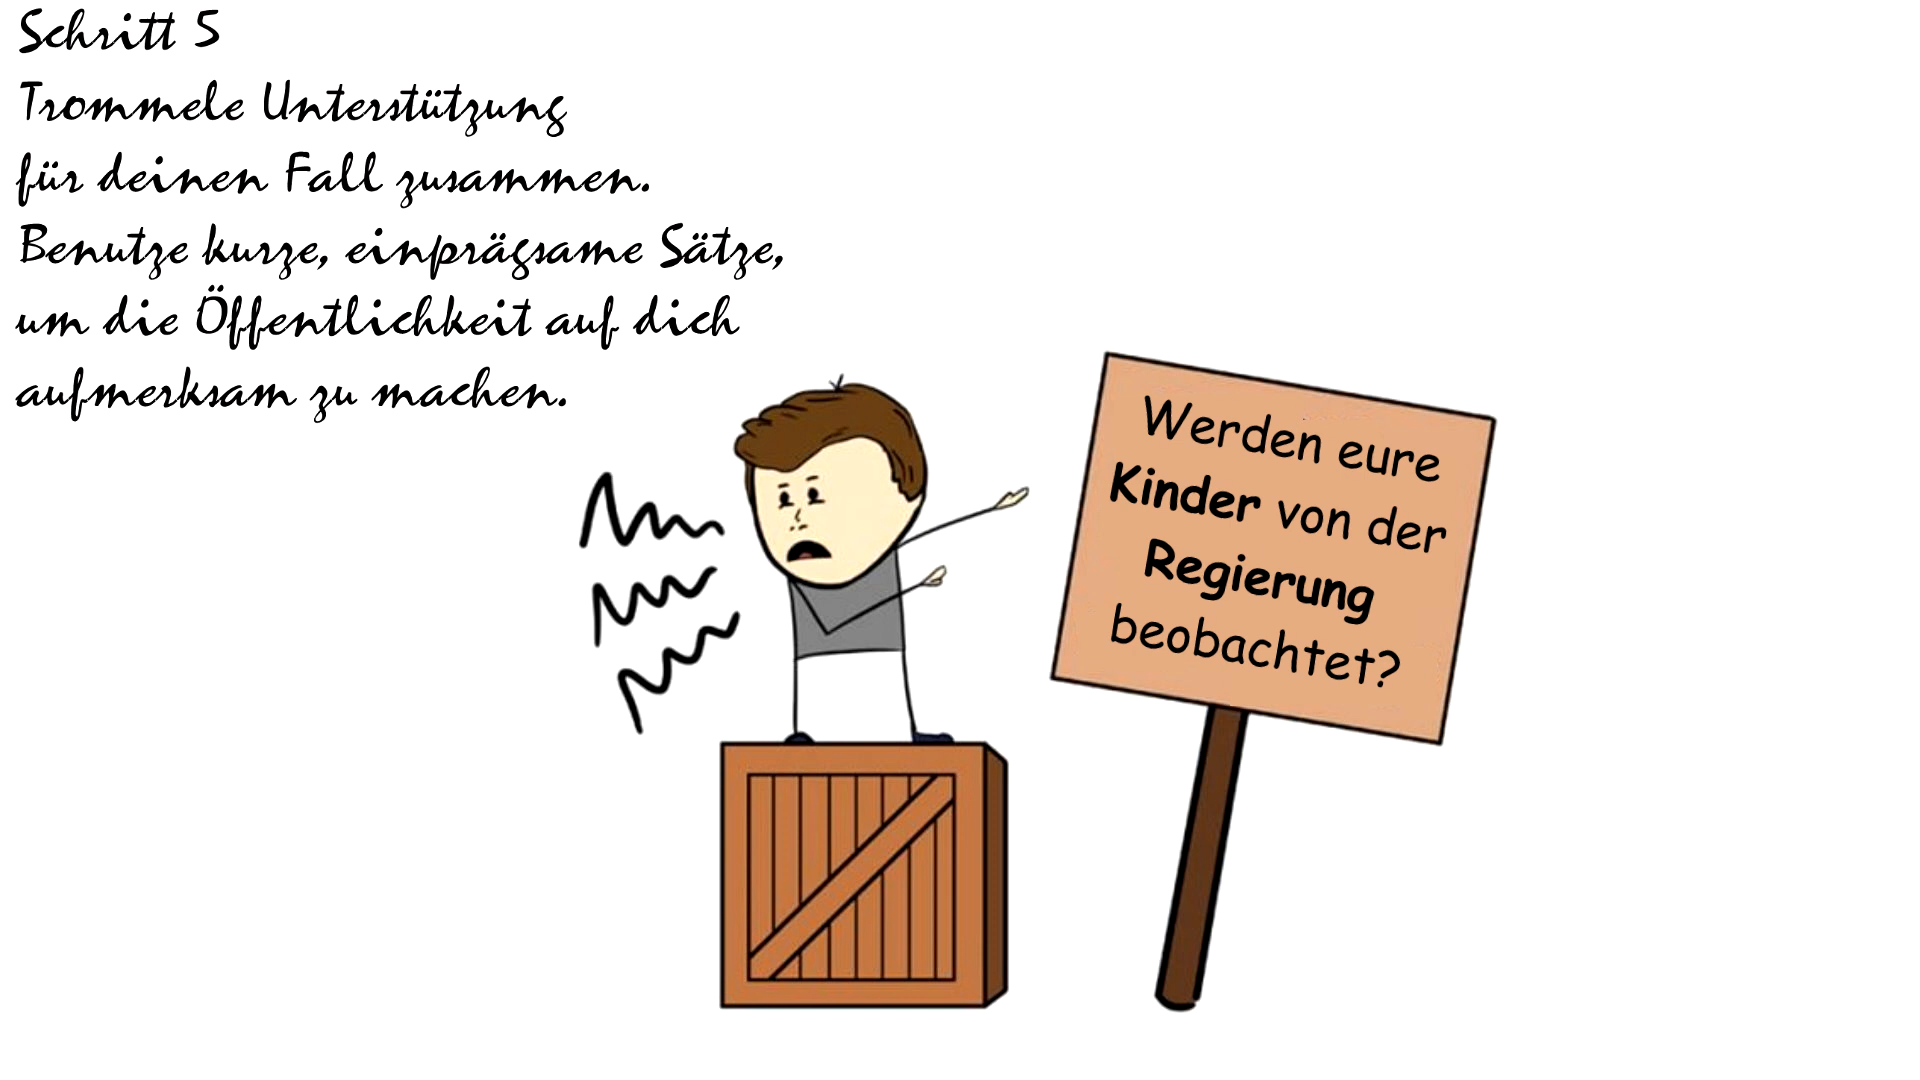 Schritt 5
Trommele Unterstützung
für deinen Fall zusammen.
Benutze kurze, einprägsame Sätze,
um die Öffentlichkeit auf dich
aufmerksam zu machen.
Werden eure
Kinder von der
Regierung
beobachtet?